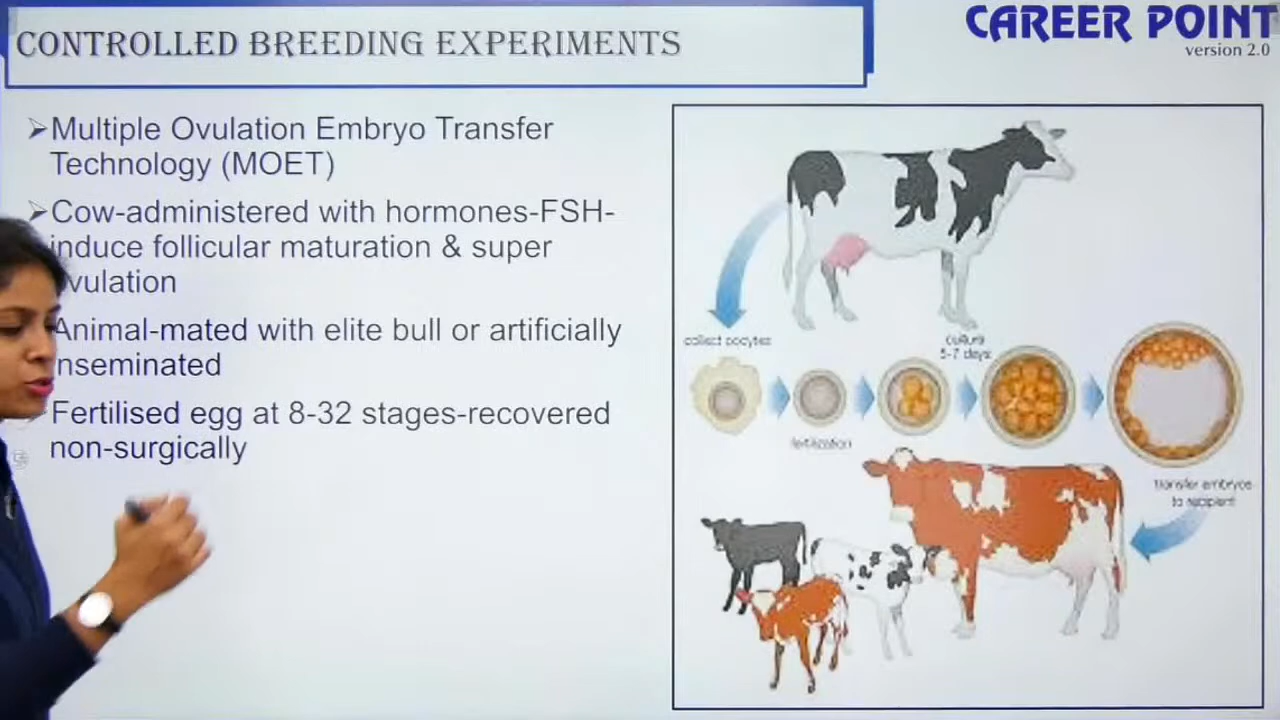 CONTROLLED BREEDING EXPERIMENTS
CAREER POINT
version 2.0
Multiple Ovulation Embryo Transfer
Technology (MOET)
Cow-administered with hormones-FSH-
induce follicular maturation & super
ovulation
Animal-mated with elite bull or artificially
inseminated
Fertilised egg at 8-32 stages-recovered
non-surgically
collect oocytes
culture
5-7 days
fertilization
transfer embryos
to recipient